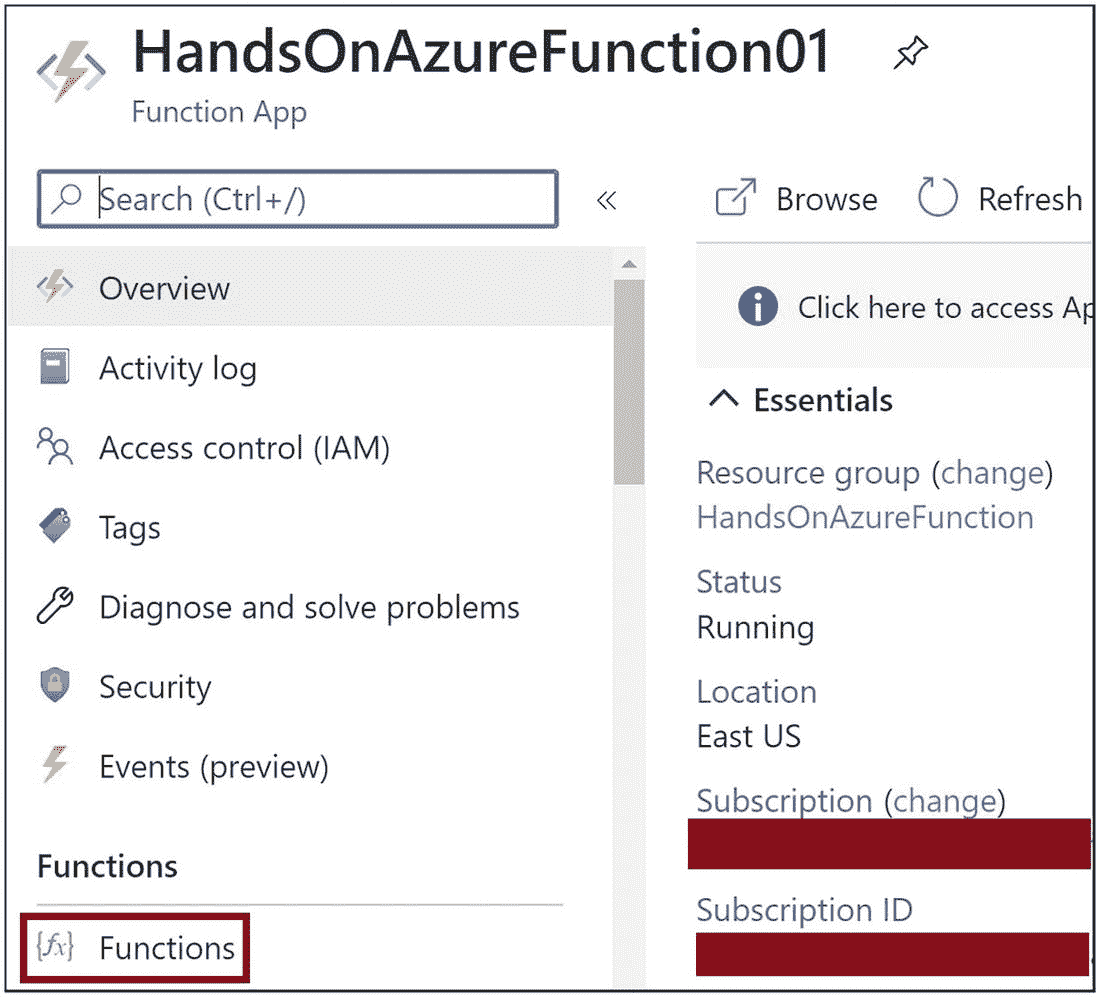 HandsOnAzureFunction01
Function App
Search (Ctrl+/)
«
Browse
Refresh
Overview
Activity log
Access control (IAM)
Tags
Diagnose and solve problems
Security
Events (preview)
Functions
{fx} Functions
Click here to access Ap
Essentials
Resource group (change)
HandsOnAzureFunction
Status
Running
Location
East US
Subscription (change)
Subscription ID